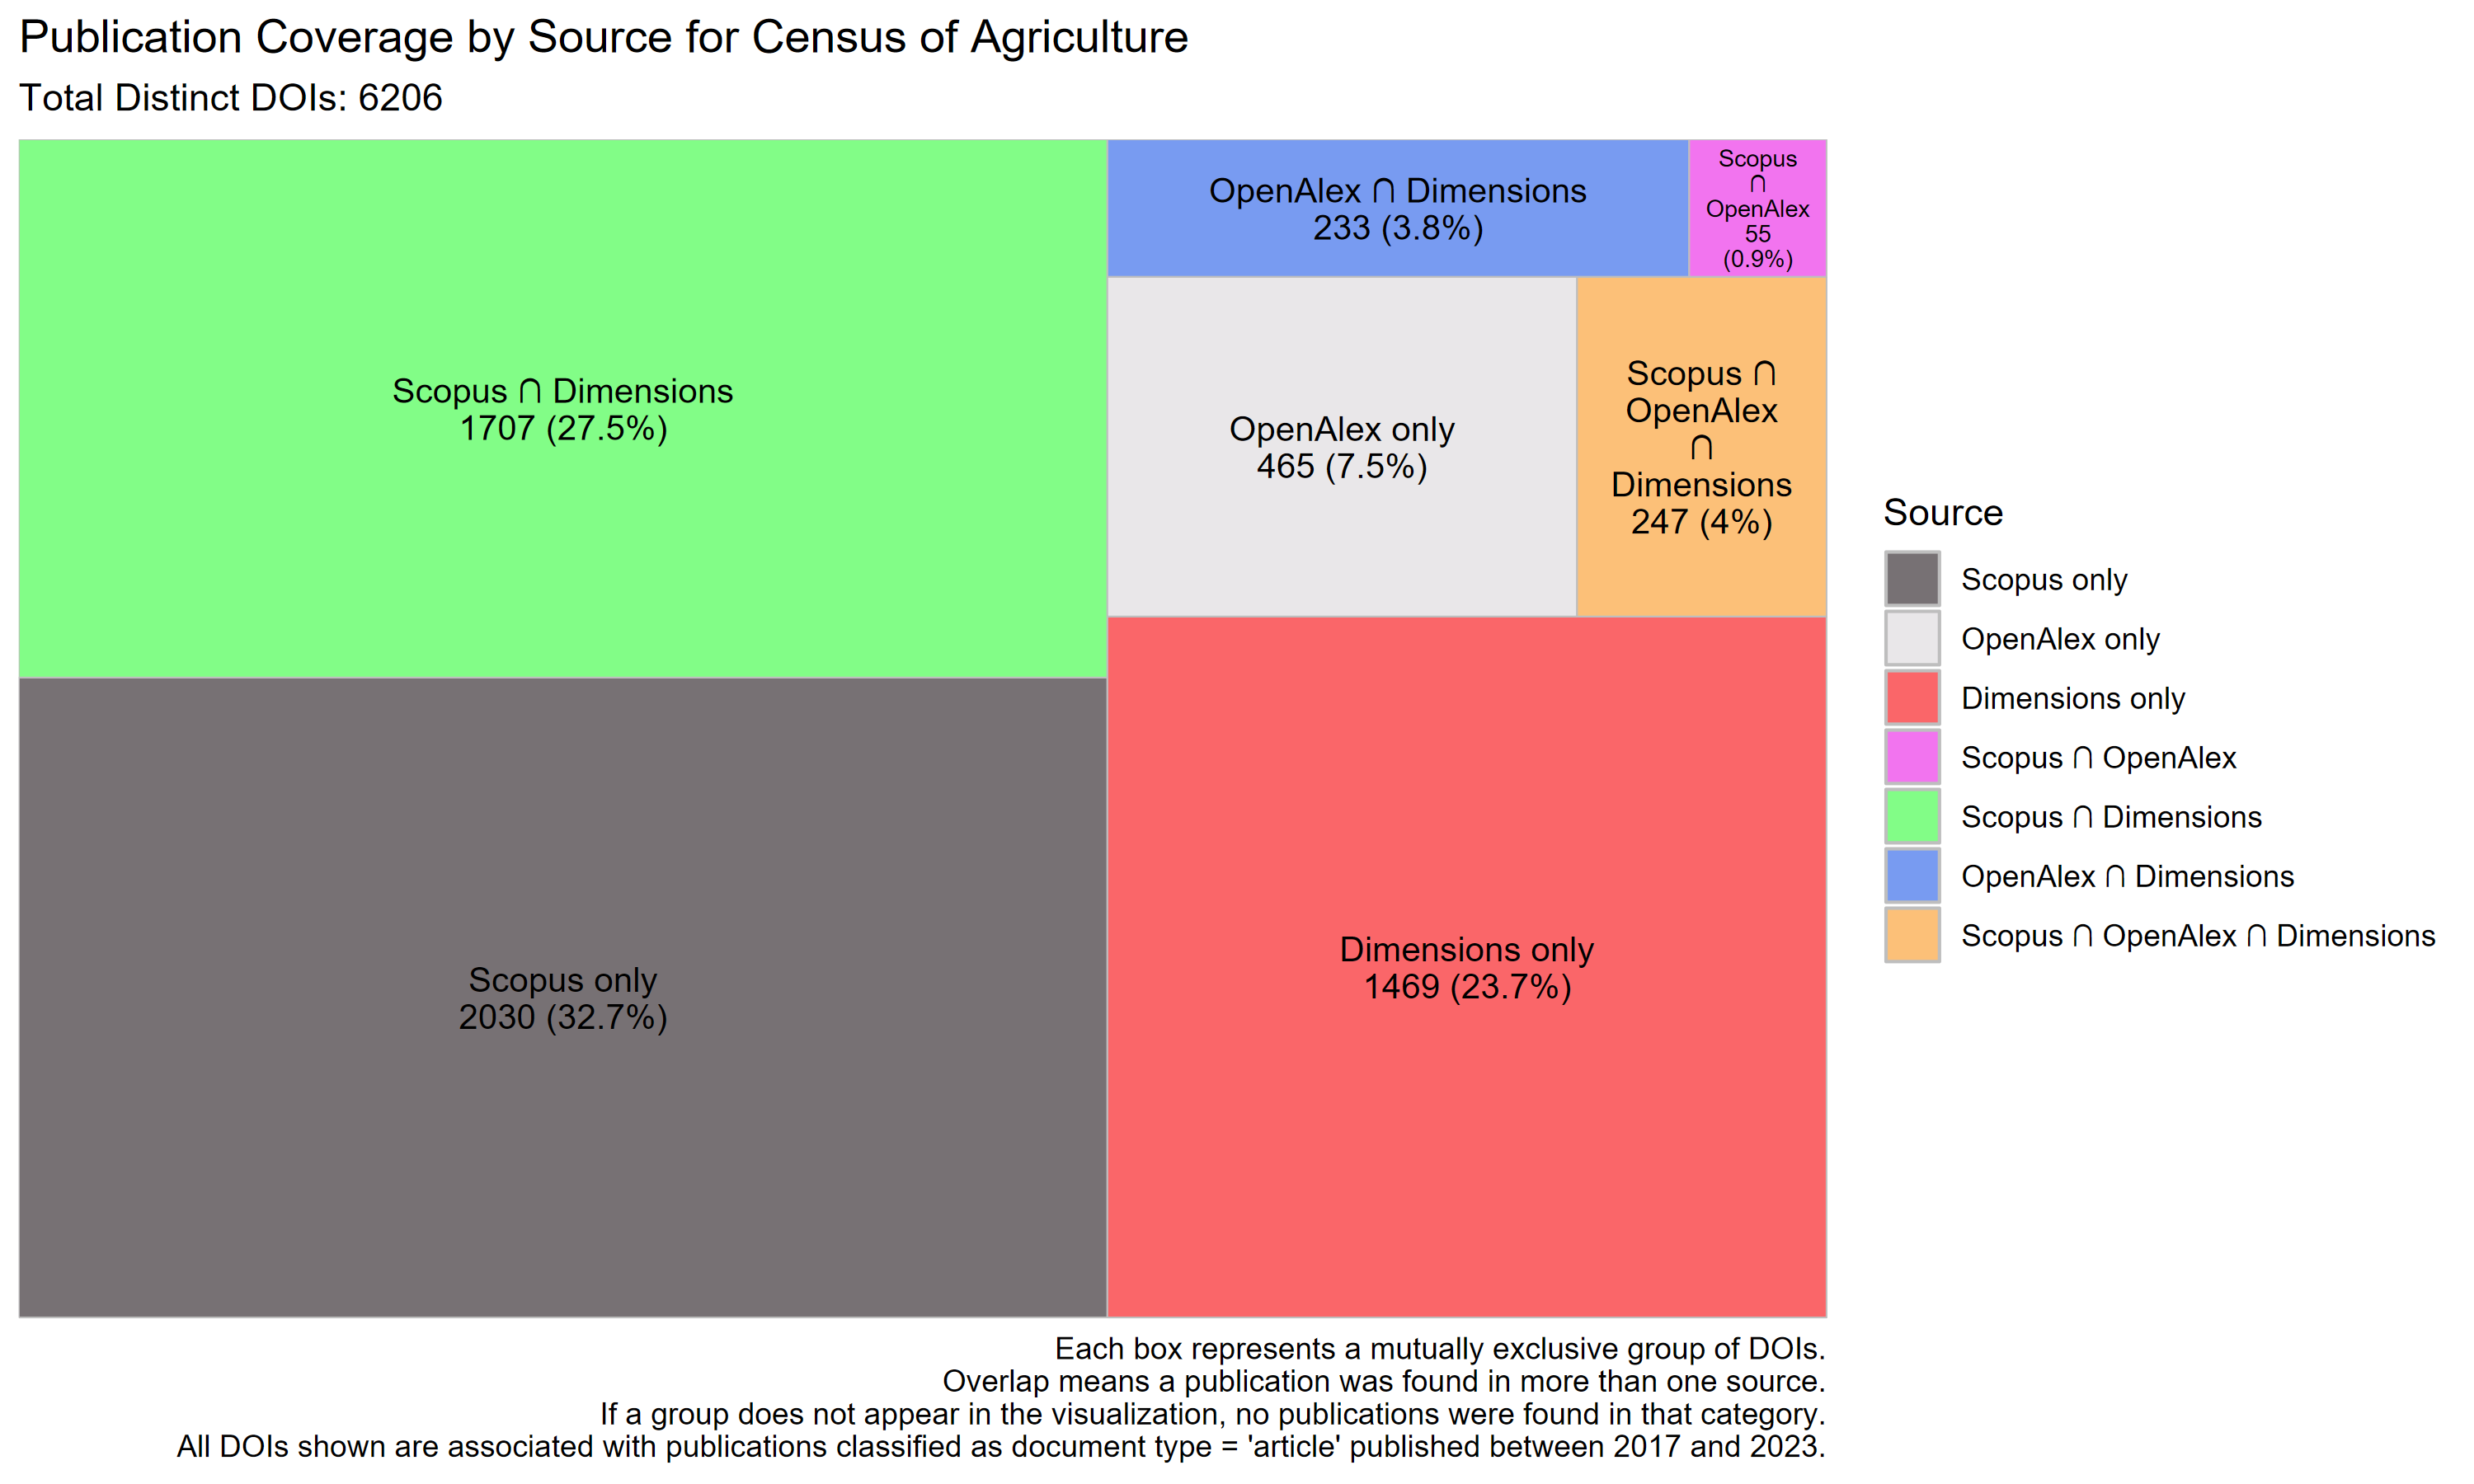 Publication Coverage by Source for Census of Agriculture
Total Distinct DOIs: 6206
Scopus ∩ Dimensions
1707 (27.5%)
Scopus only
2030 (32.7%)
OpenAlex ∩ Dimensions
233 (3.8%)
Scopus
∩
OpenAlex
55
(0.9%)
OpenAlex only
465 (7.5%)
Scopus ∩
OpenAlex
∩
Dimensions
247 (4%)
Dimensions only
1469 (23.7%)
Source
Scopus only
OpenAlex only
Dimensions only
Scopus ∩ OpenAlex
Scopus ∩ Dimensions
OpenAlex ∩ Dimensions
Scopus ∩ OpenAlex ∩ Dimensions
Each box represents a mutually exclusive group of DOIs.
Overlap means a publication was found in more than one source.
If a group does not appear in the visualization, no publications were found in that category.
All DOIs shown are associated with publications classified as document type = 'article' published between 2017 and 2023.